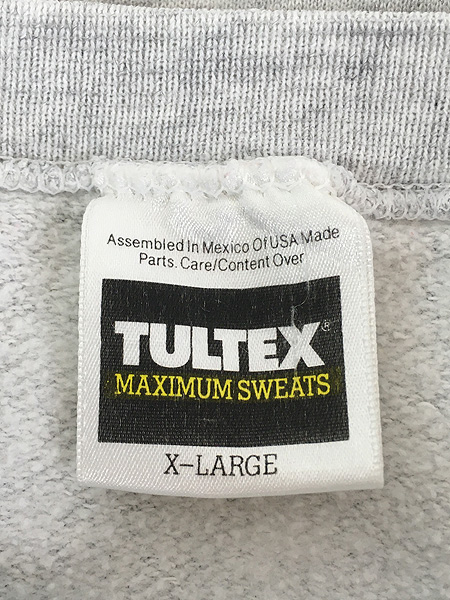 Assembled In Mexico Of USA Made
Parts. Care/Content Over
TULTEX®
MAXIMUM SWEATS
X-LARGE